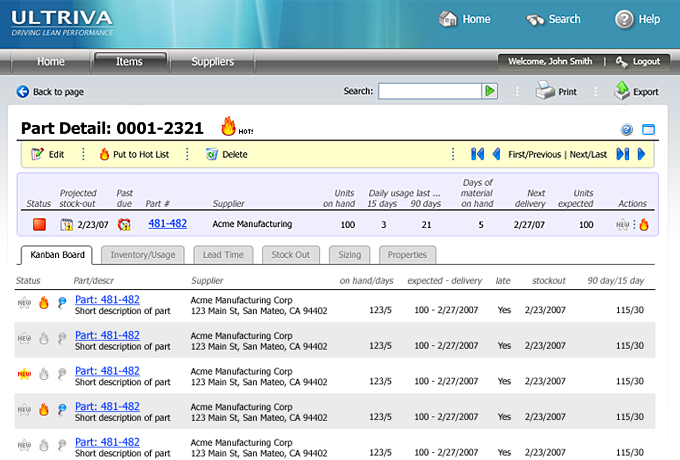 ULTRIVA
DRIVING LEAN PERFORMANCE
Home Search Help
Home Items Suppliers Welcome, John Smith | Logout
Back to page Search: Print Export
Part Detail: 0001-2321 HOT!
Edit Put to Hot List Delete First/Previous | Next/Last
Status Projected stock-out Past due Part # Supplier Units on hand Daily usage last ... 15 days 90 days Days of material on hand Next delivery Units expected Actions
2/23/07 481-482 Acme Manufacturing 100 3 21 5 2/27/07 100 NEW
Kanban Board Inventory/Usage Lead Time Stock Out Sizing Properties
Status Part/descr Supplier on hand/days expected - delivery late stockout 90 day/15 day
NEW Part: 481-482 Acme Manufacturing Corp
Short description of part 123 Main St, San Mateo, CA 94402 123/5 100 - 2/27/2007 Yes 2/23/2007 115/30
NEW Part: 481-482 Acme Manufacturing Corp
Short description of part 123 Main St, San Mateo, CA 94402 123/5 100 - 2/27/2007 Yes 2/23/2007 115/30
NEW Part: 481-482 Acme Manufacturing Corp
Short description of part 123 Main St, San Mateo, CA 94402 123/5 100 - 2/27/2007 Yes 2/23/2007 115/30
NEW Part: 481-482 Acme Manufacturing Corp
Short description of part 123 Main St, San Mateo, CA 94402 123/5 100 - 2/27/2007 Yes 2/23/2007 115/30
NEW Part: 481-482 Acme Manufacturing Corp
Short description of part 123 Main St, San Mateo, CA 94402 123/5 100 - 2/27/2007 Yes 2/23/2007 115/30